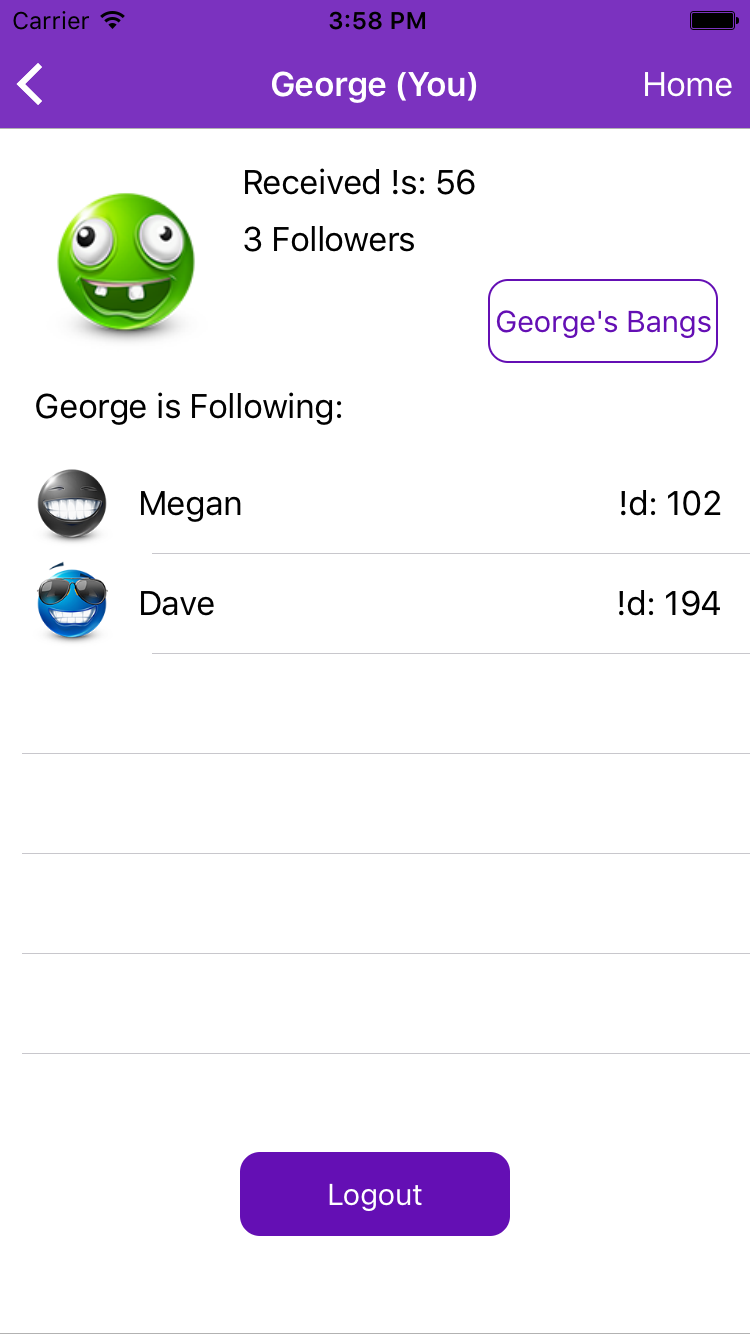 Carrier 3:58 PM
George (You) Home
Received !s: 56
3 Followers
George's Bangs
George is Following:
Megan !d: 102
Dave !d: 194
Logout